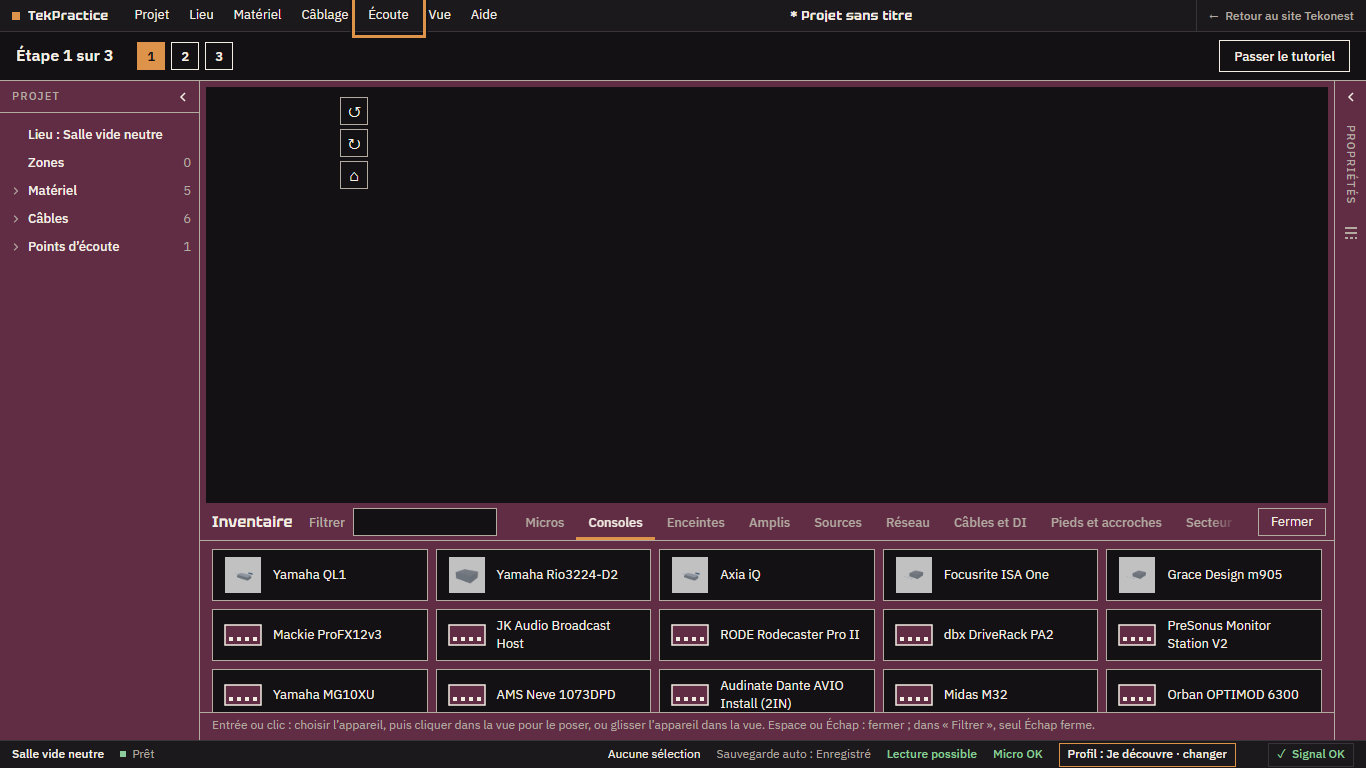 TekPractice Projet Lieu Matériel Câblage Écoute Vue Aide * Projet sans titre ← Retour au site Tekonest
Étape 1 sur 3 1 2 3 Passer le tutoriel
PROJET
Lieu : Salle vide neutre
Zones 0
Matériel 5
Câbles 6
Points d'écoute 1
PROPRIÉTÉS
Inventaire Filtrer Micros Consoles Enceintes Amplis Sources Réseau Câbles et DI Pieds et accroches Secteur Fermer
Yamaha QL1 Yamaha Rio3224-D2 Axia iQ Focusrite ISA One Grace Design m905
Mackie ProFX12v3 JK Audio Broadcast Host RODE Rodecaster Pro II dbx DriveRack PA2 PreSonus Monitor Station V2
Yamaha MG10XU AMS Neve 1073DPD Audinate Dante AVIO Install (2IN) Midas M32 Orban OPTIMOD 6300
Entrée ou clic : choisir l'appareil, puis cliquer dans la vue pour le poser, ou glisser l'appareil dans la vue. Espace ou Échap : fermer ; dans « Filtrer », seul Échap ferme.
Salle vide neutre Prêt Aucune sélection Sauvegarde auto : Enregistré Lecture possible Micro OK Profil : Je découvre · changer ✓ Signal OK